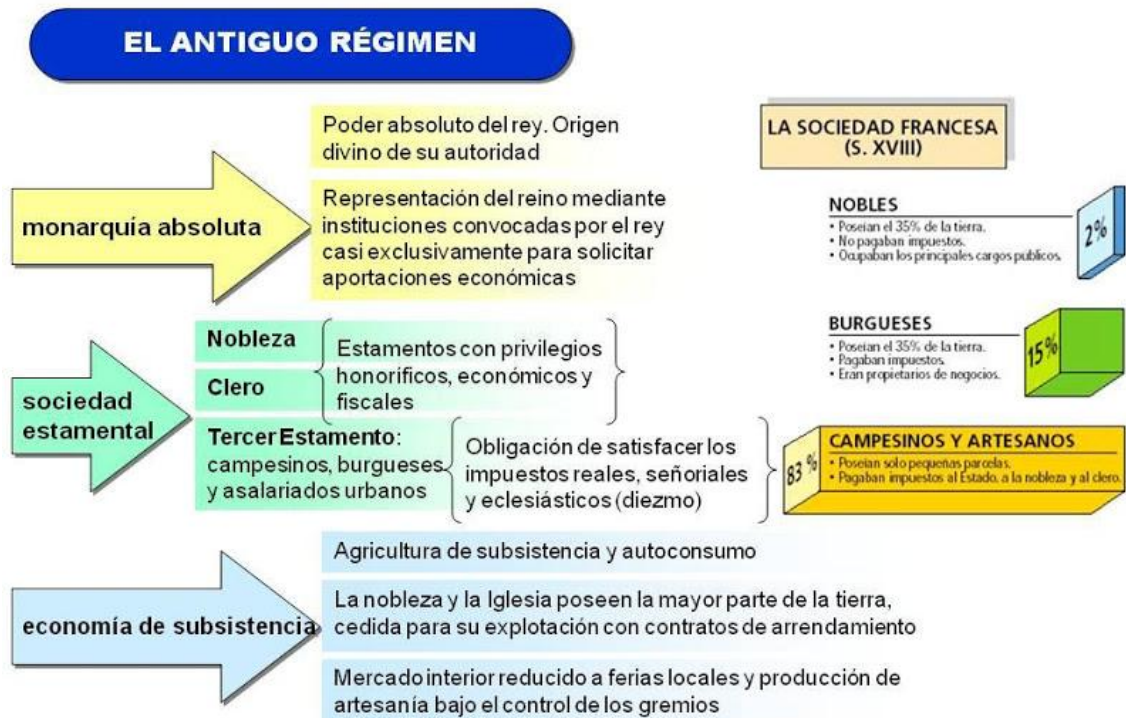 EL ANTIGUO RÉGIMEN
monarquía absoluta
Poder absoluto del rey. Origen
divino de su autoridad
Representación del reino mediante
instituciones convocadas por el rey
casi exclusivamente para solicitar
aportaciones económicas
LA SOCIEDAD FRANCESA
(S. XVIII)
NOBLES
• Poseían el 35% de la tierra.
• No pagaban impuestos.
• Ocupaban los principales cargos públicos.
2%
BURGUESES
• Poseían el 35% de la tierra.
• Pagaban impuestos.
• Eran propietarios de negocios.
15%
sociedad
estamental
Nobleza
Clero
Estamentos con privilegios
honoríficos, económicos y
fiscales
Tercer Estamento:
campesinos, burgueses
y asalariados urbanos
Obligación de satisfacer los
impuestos reales, señoriales
y eclesiásticos (diezmo)
83 %
CAMPESINOS Y ARTESANOS
• Poseían solo pequeñas parcelas.
• Pagaban impuestos al Estado, a la nobleza y al clero.
economía de subsistencia
Agricultura de subsistencia y autoconsumo
La nobleza y la Iglesia poseen la mayor parte de la tierra,
cedida para su explotación con contratos de arrendamiento
Mercado interior reducido a ferias locales y producción de
artesanía bajo el control de los gremios